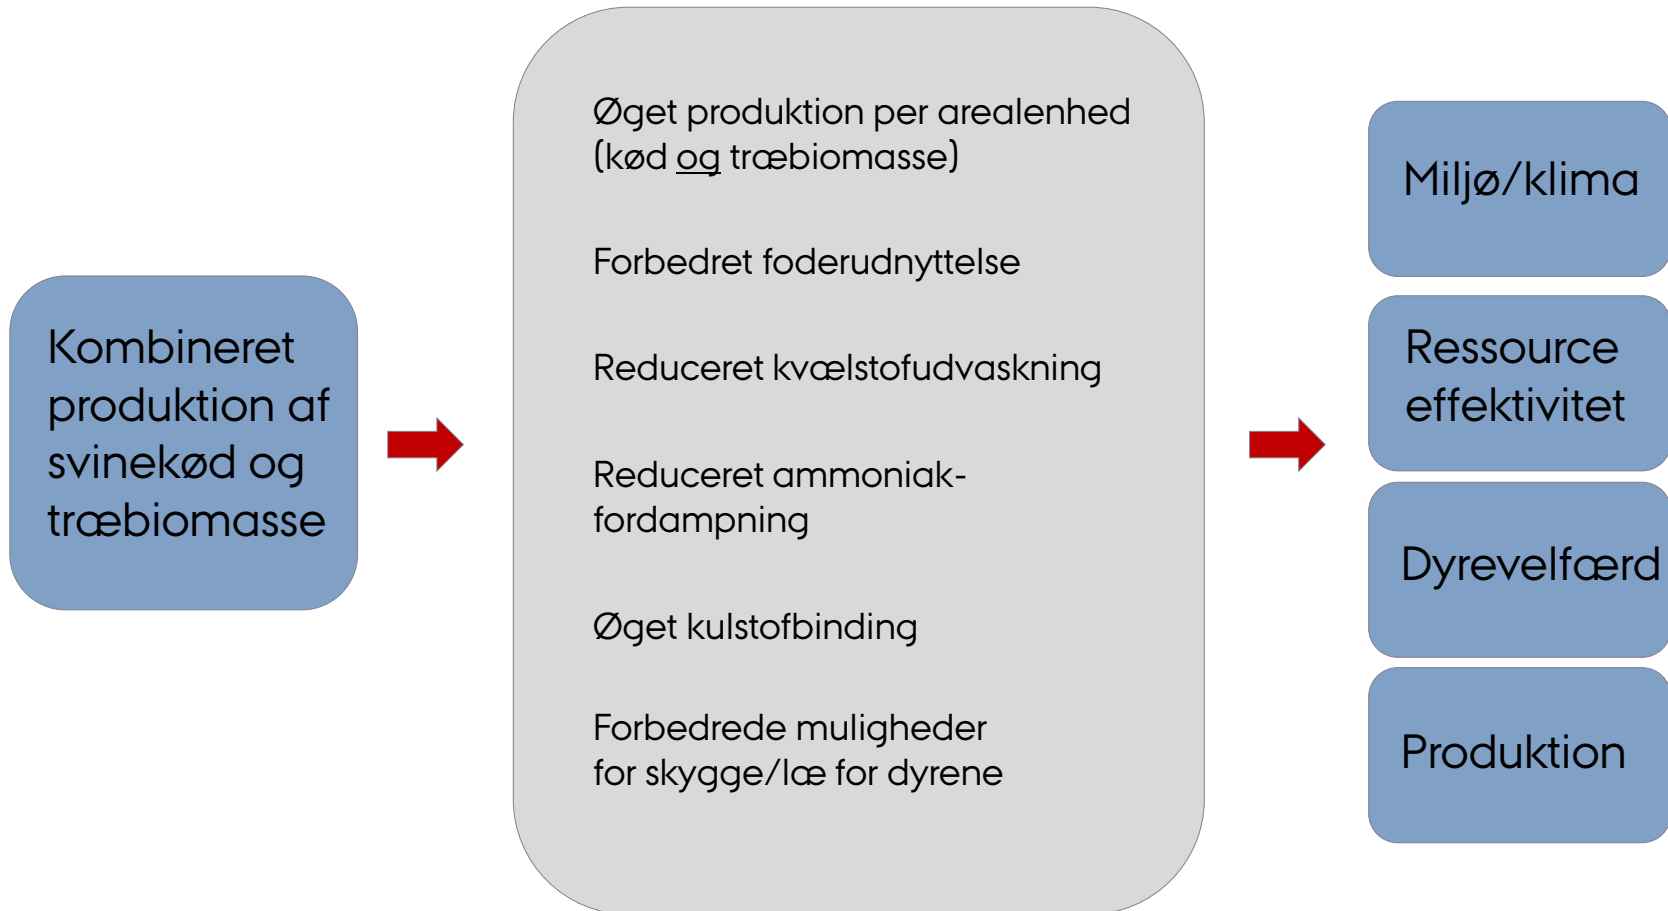 Kombineret
produktion af
svinekød og
træbiomasse
Øget produktion per arealenhed
(kød og træbiomasse)
Forbedret foderudnyttelse
Reduceret kvælstofudvaskning
Reduceret ammoniak-
fordampning
Øget kulstofbinding
Forbedrede muligheder
for skygge/læ for dyrene
Miljø/klima
Ressource
effektivitet
Dyrevelfærd
Produktion